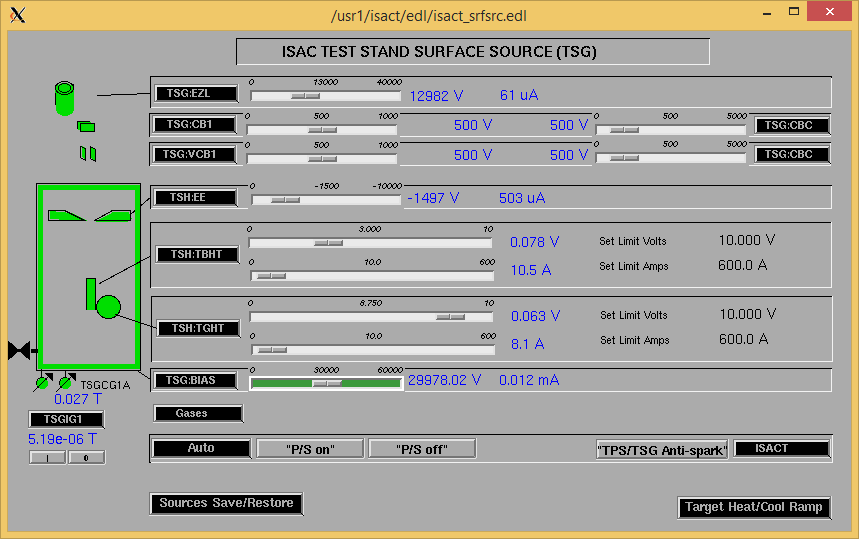 /usr1/isact/edl/isact_srfsrc.edl
ISAC TEST STAND SURFACE SOURCE (TSG)
0 13000 40000
TSG:EZL 12982 V 61 uA
0 500 1000 0 500 5000
TSG:CB1 500 V 500 V TSG:CBC
0 500 1000 0 500 5000
TSG:VCB1 500 V 500 V TSG:CBC
0 -1500 -10000
TSH:EE -1497 V 503 uA
0 3.000 10
0.078 V Set Limit Volts 10.000 V
TSH:TBHT
0 10.0 600
10.5 A Set Limit Amps 600.0 A
0 8.750 10
0.063 V Set Limit Volts 10.000 V
TSH:TGHT
0 10.0 600
8.1 A Set Limit Amps 600.0 A
0 30000 60000
TSG:BIAS 29978.02 V 0.012 mA
TSGCG1A
0.027 T
Gases
TSGIG1
5.19e-06 T
I 0
Auto "P/S on" "P/S off" "TPS/TSG Anti-spark" ISACT
Sources Save/Restore
Target Heat/Cool Ramp